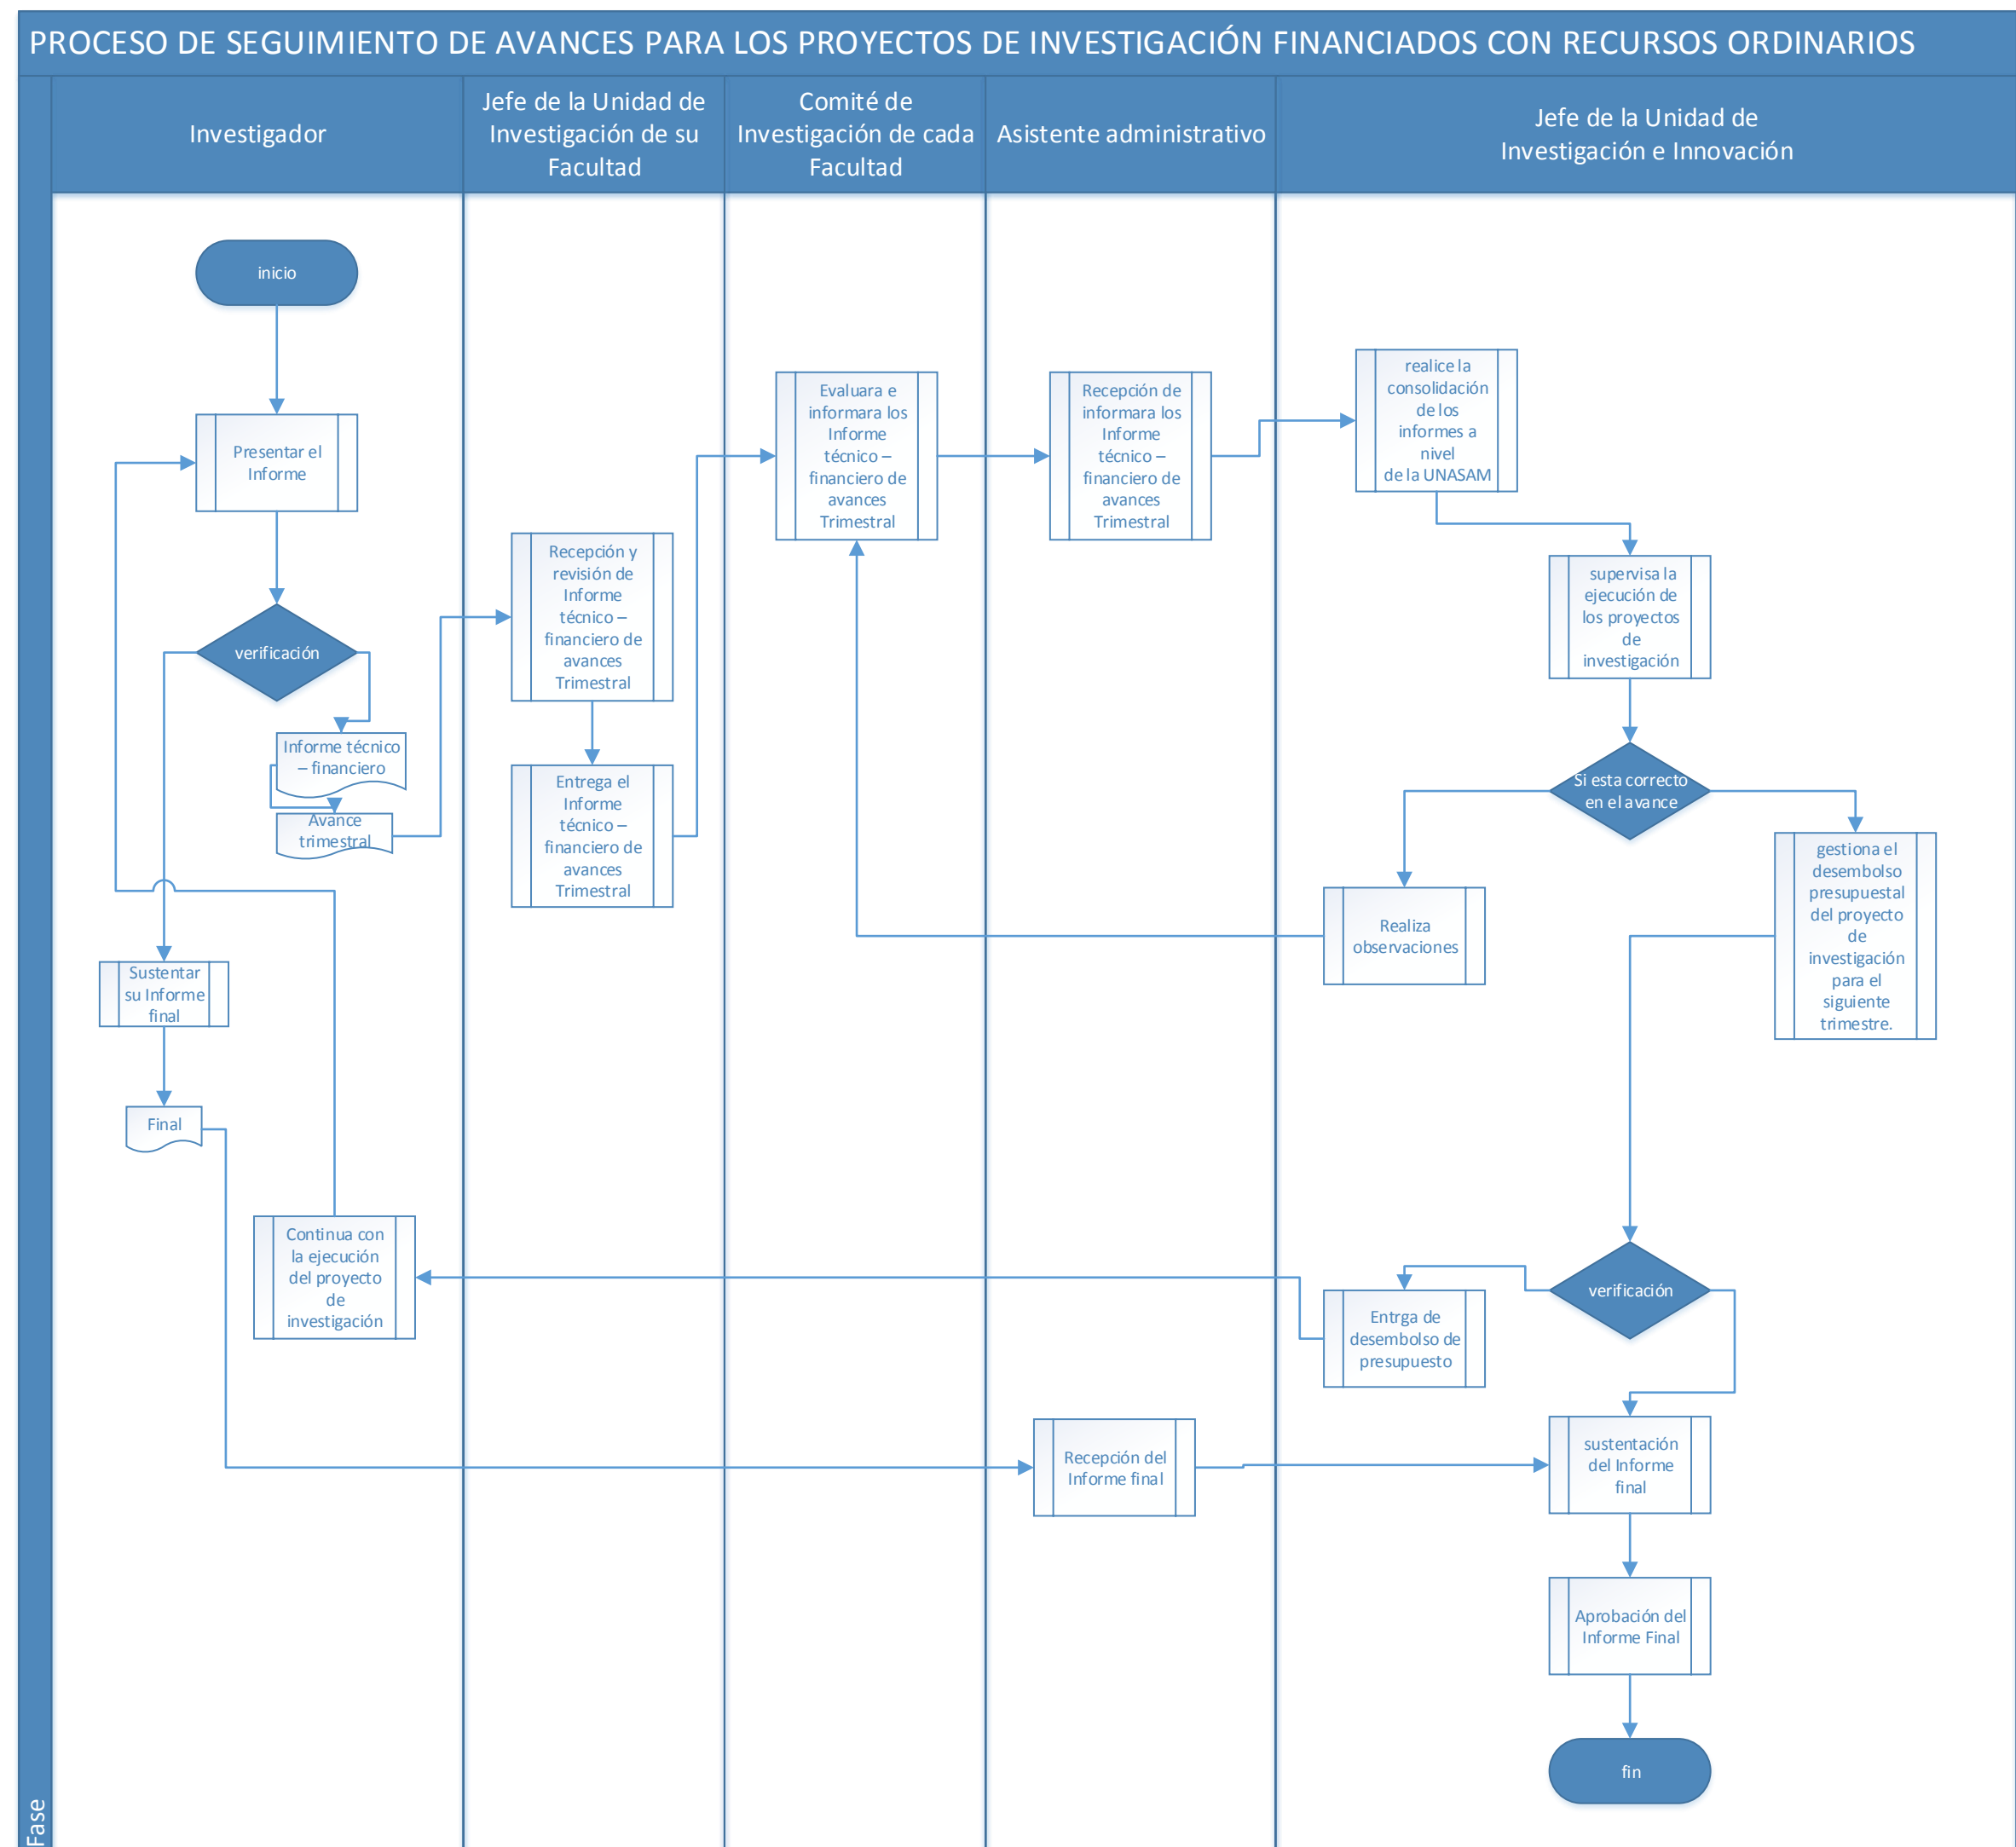 PROCESO DE SEGUIMIENTO DE AVANCES PARA LOS PROYECTOS DE INVESTIGACIÓN FINANCIADOS CON RECURSOS ORDINARIOS
Fase
Investigador
Jefe de la Unidad de
Investigación de su
Facultad
Comité de
Investigación de cada
Facultad
Asistente administrativo
Jefe de la Unidad de
Investigación e Innovación
inicio
Presentar el
Informe
verificación
Informe técnico
– financiero
Avance
trimestral
Sustentar
su Informe
final
Final
Continua con
la ejecución
del proyecto
de
investigación
Recepción y
revisión de
Informe
técnico –
financiero de
avances
Trimestral
Entrega el
Informe
técnico –
financiero de
avances
Trimestral
Evaluara e
informara los
Informe
técnico –
financiero de
avances
Trimestral
Recepción de
informara los
Informe
técnico –
financiero de
avances
Trimestral
Recepción del
Informe final
realice la
consolidación
de los
informes a
nivel
de la UNASAM
supervisa la
ejecución de
los proyectos
de
investigación
Si esta correcto
en el avance
Realiza
observaciones
gestiona el
desembolso
presupuestal
del proyecto
de
investigación
para el
siguiente
trimestre.
verificación
Entrga de
desembolso de
presupuesto
sustentación
del Informe
final
Aprobación del
Informe Final
fin